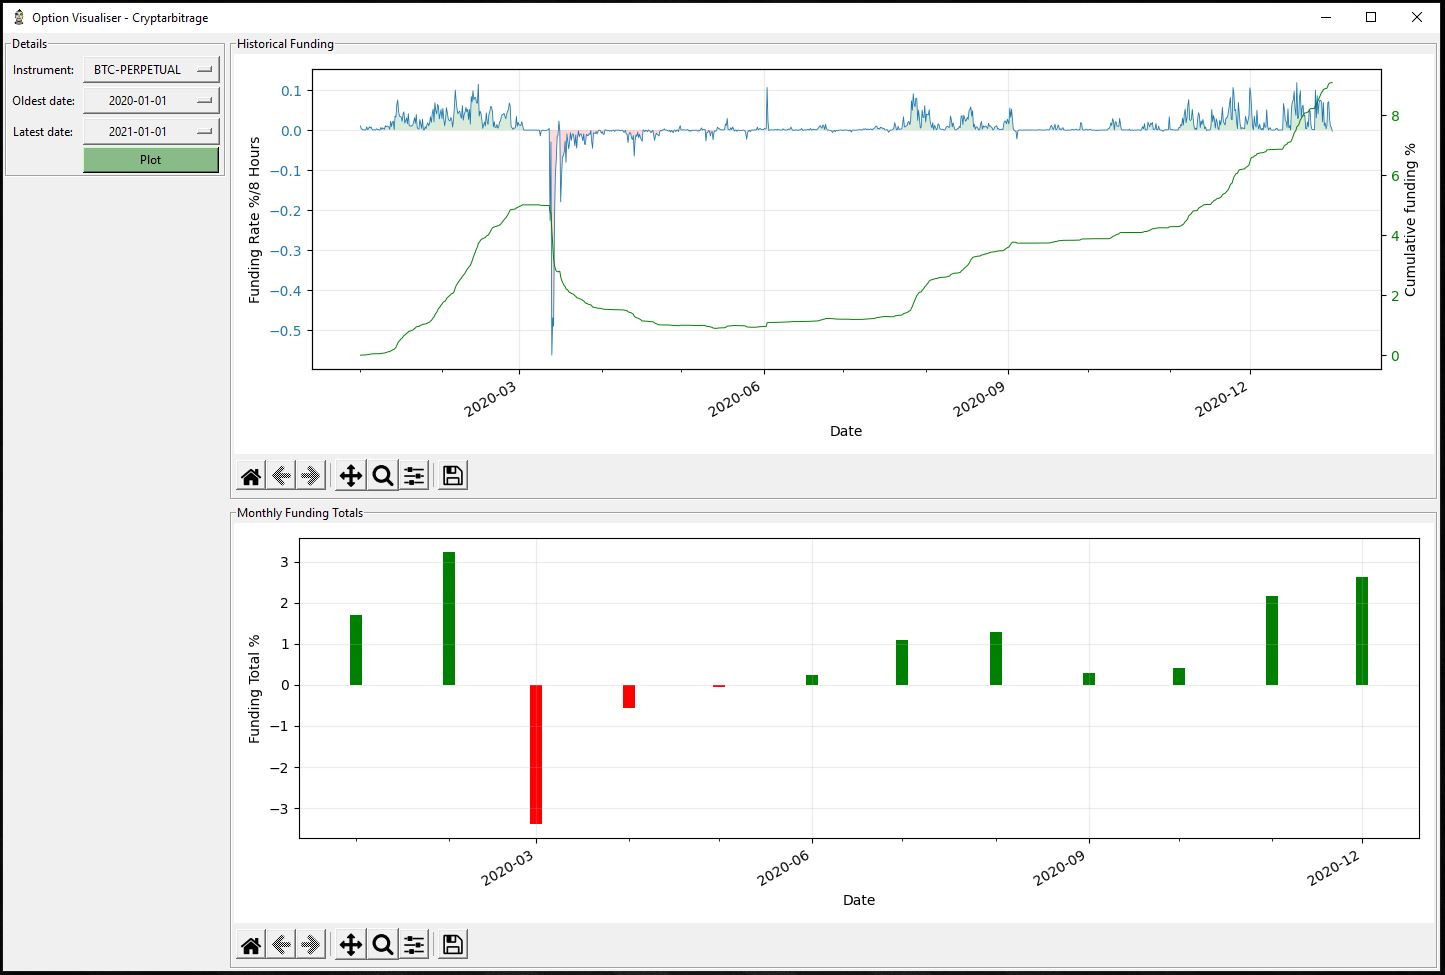 Option Visualiser - Cryptarbitrage
Details
Instrument: BTC-PERPETUAL
Oldest date: 2020-01-01
Latest date: 2021-01-01
Plot
Historical Funding
Funding Rate %/8 Hours
0.1
0.0
−0.1
−0.2
−0.3
−0.4
−0.5
8
6
4
2
0
Cumulative funding %
2020-03
2020-06
2020-09
2020-12
Date
Monthly Funding Totals
Funding Total %
3
2
1
0
−1
−2
−3
2020-03
2020-06
2020-09
2020-12
Date